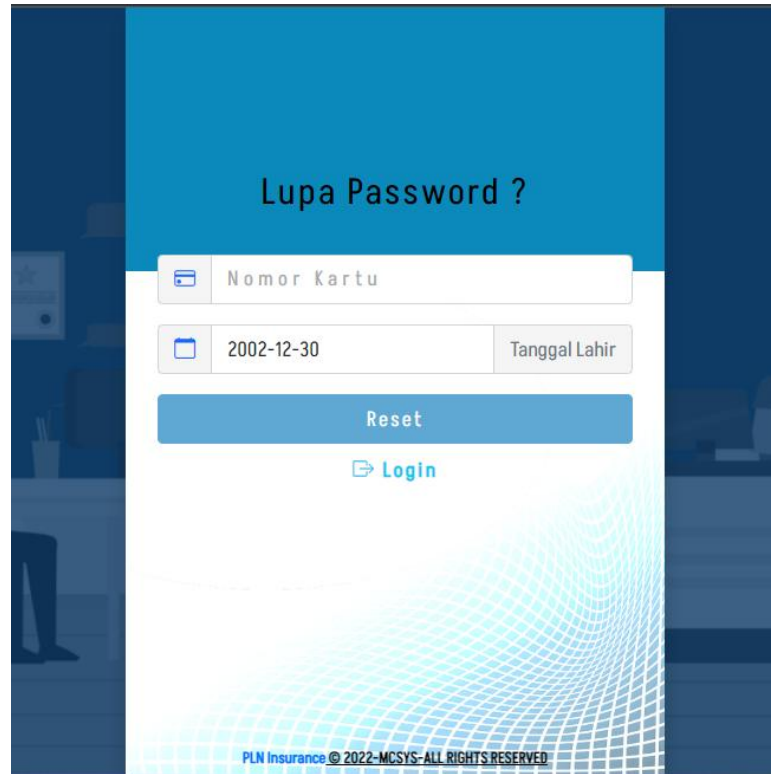 Lupa Password ?
Nomor Kartu
2002-12-30 Tanggal Lahir
Reset
Login
PLN Insurance © 2022-MCSYS-ALL RIGHTS RESERVED